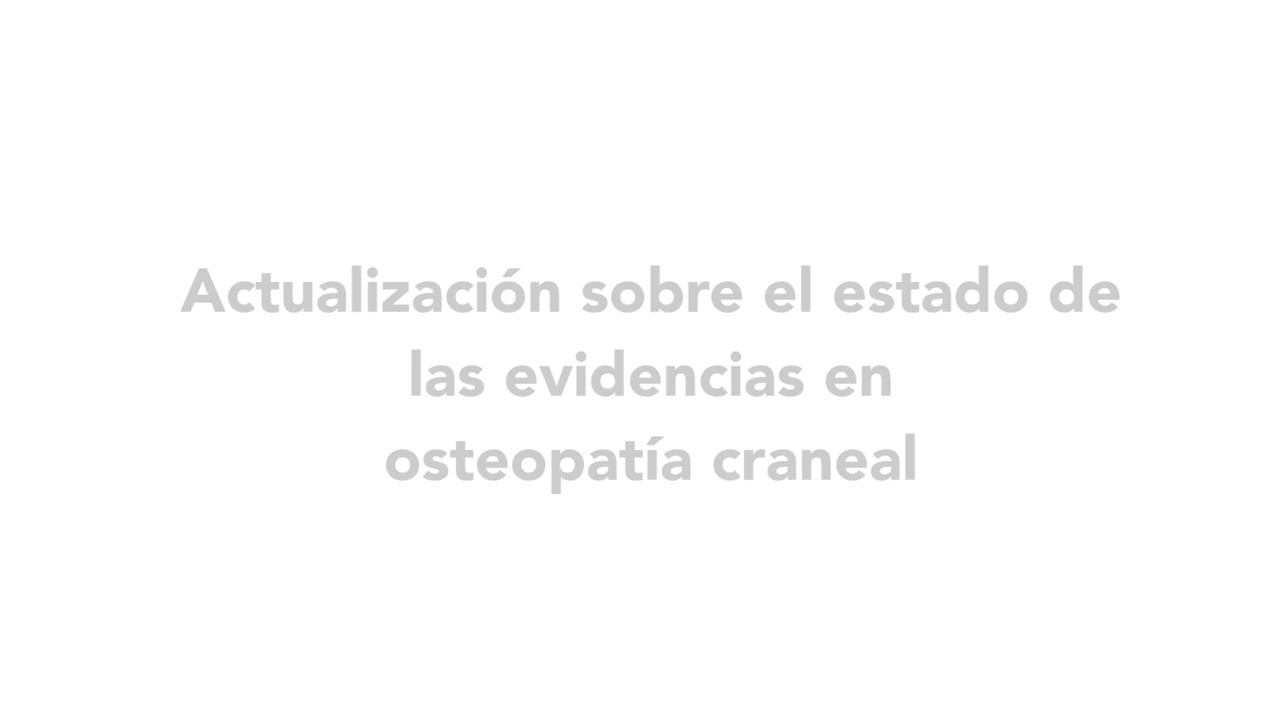 Actualización sobre el estado de
las evidencias en
osteopatía craneal